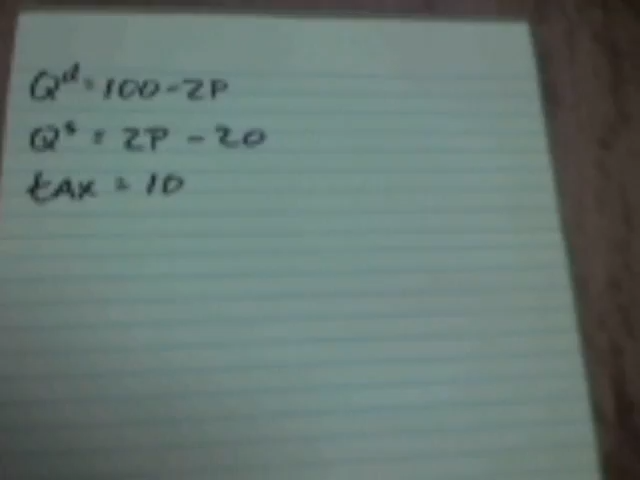 Qᵈ = 100 - 2P
Qˢ = 2P - 20
tAx = 10